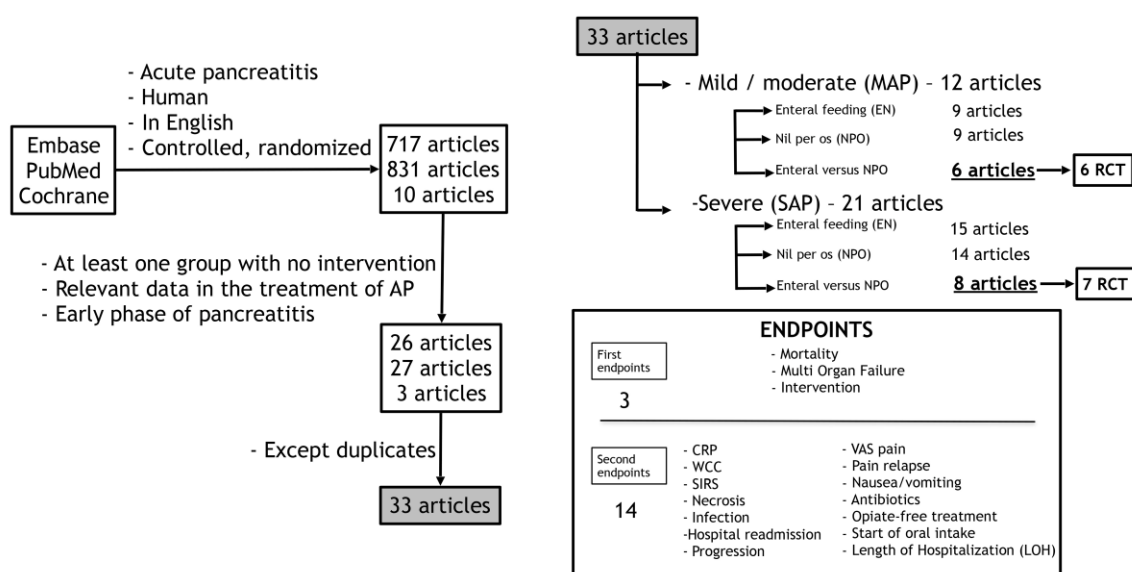 - Acute pancreatitis
- Human
- In English
- Controlled, randomized
Embase
PubMed
Cochrane
717 articles
831 articles
10 articles
- At least one group with no intervention
- Relevant data in the treatment of AP
- Early phase of pancreatitis
26 articles
27 articles
3 articles
- Except duplicates
33 articles
33 articles
- Mild / moderate (MAP) – 12 articles
Enteral feeding (EN) 9 articles
Nil per os (NPO) 9 articles
Enteral versus NPO 6 articles 6 RCT
-Severe (SAP) – 21 articles
Enteral feeding (EN) 15 articles
Nil per os (NPO) 14 articles
Enteral versus NPO 8 articles 7 RCT
ENDPOINTS
First
endpoints
3
- Mortality
- Multi Organ Failure
- Intervention
Second
endpoints
14
- CRP
- WCC
- SIRS
- Necrosis
- Infection
-Hospital readmission
- Progression
- VAS pain
- Pain relapse
- Nausea/vomiting
- Antibiotics
- Opiate-free treatment
- Start of oral intake
- Length of Hospitalization (LOH)